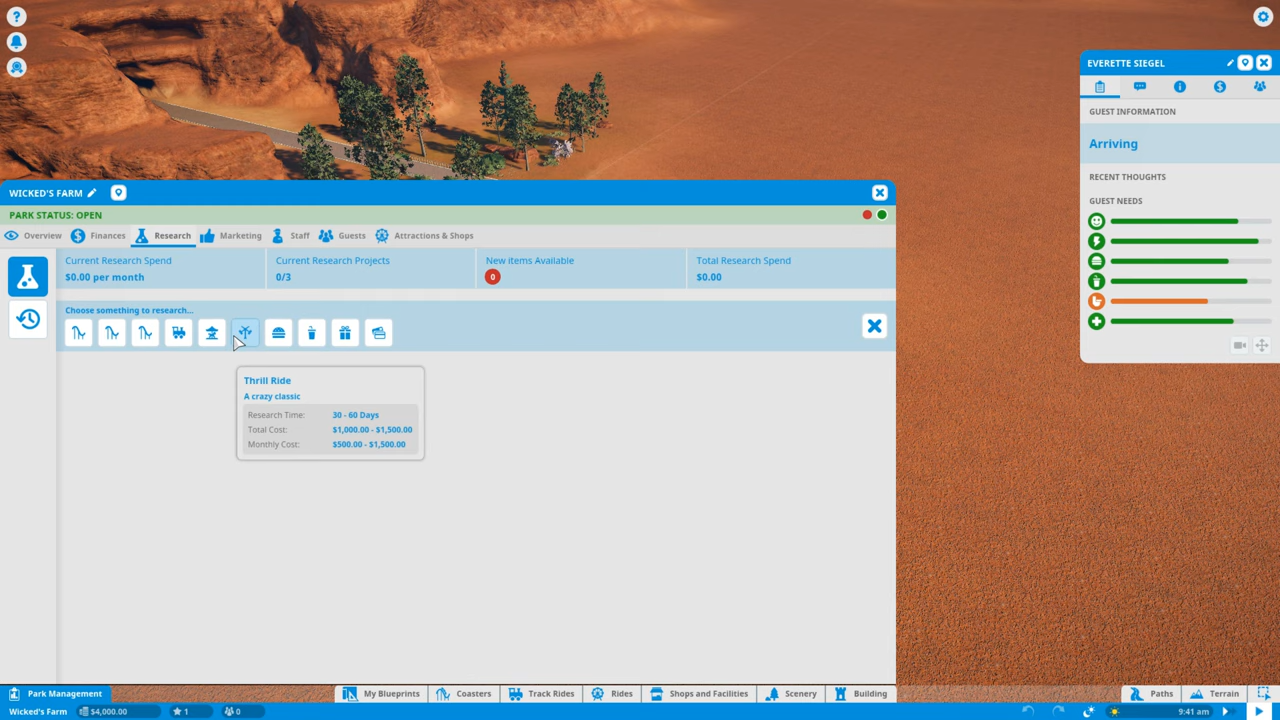 ?
EVERETTE SIEGEL
GUEST INFORMATION
Arriving
RECENT THOUGHTS
GUEST NEEDS
WICKED'S FARM
PARK STATUS: OPEN
Overview
Finances
Research
Marketing
Staff
Guests
Attractions & Shops
Current Research Spend
$0.00 per month
Current Research Projects
0/3
New items Available
0
Total Research Spend
$0.00
Choose something to research...
Thrill Ride
A crazy classic
Research Time: 30 - 60 Days
Total Cost: $1,000.00 - $1,500.00
Monthly Cost: $500.00 - $1,500.00
Park Management
My Blueprints
Coasters
Track Rides
Rides
Shops and Facilities
Scenery
Building
Paths
Terrain
Wicked's Farm
$4,000.00
1
0
9:41 am